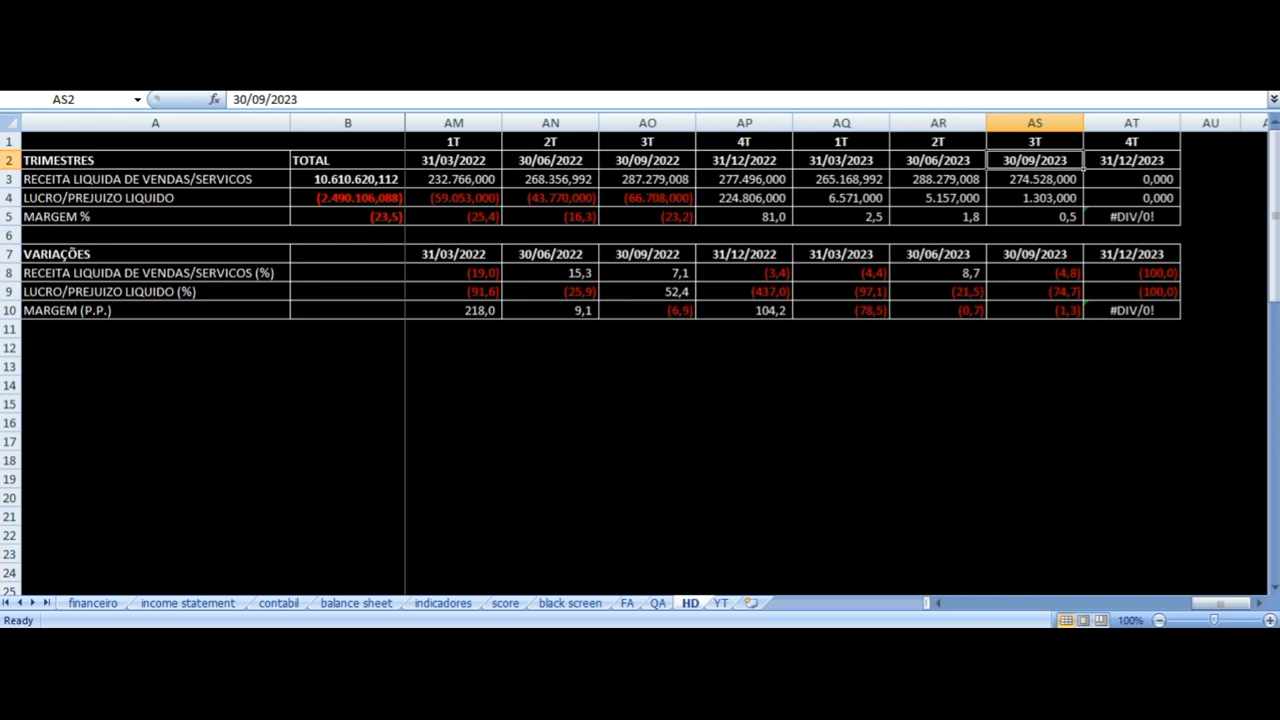 AS2 fx 30/09/2023
A B AM AN AO AP AQ AR AS AT AU
1 1T 2T 3T 4T 1T 2T 3T 4T
2 TRIMESTRES TOTAL 31/03/2022 30/06/2022 30/09/2022 31/12/2022 31/03/2023 30/06/2023 30/09/2023 31/12/2023
3 RECEITA LIQUIDA DE VENDAS/SERVICOS 10.610.620,112 232.766,000 268.356,992 287.279,008 277.496,000 265.168,992 288.279,008 274.528,000 0,000
4 LUCRO/PREJUIZO LIQUIDO (2.490.106,088) (59.053,000) (43.770,000) (66.708,000) 224.806,000 6.571,000 5.157,000 1.303,000 0,000
5 MARGEM % (23,5) (25,4) (16,3) (23,2) 81,0 2,5 1,8 0,5 #DIV/0!
6
7 VARIAÇÕES 31/03/2022 30/06/2022 30/09/2022 31/12/2022 31/03/2023 30/06/2023 30/09/2023 31/12/2023
8 RECEITA LIQUIDA DE VENDAS/SERVICOS (%) (19,0) 15,3 7,1 (3,4) (4,4) 8,7 (4,8) (100,0)
9 LUCRO/PREJUIZO LIQUIDO (%) (91,6) (25,9) 52,4 (437,0) (97,1) (21,5) (74,7) (100,0)
10 MARGEM (P.P.) 218,0 9,1 (6,9) 104,2 (78,5) (0,7) (1,3) #DIV/0!
11
12
13
14
15
16
17
18
19
20
21
22
23
24
25
financeiro income statement contabil balance sheet indicadores score black screen FA QA HD YT
Ready 100%